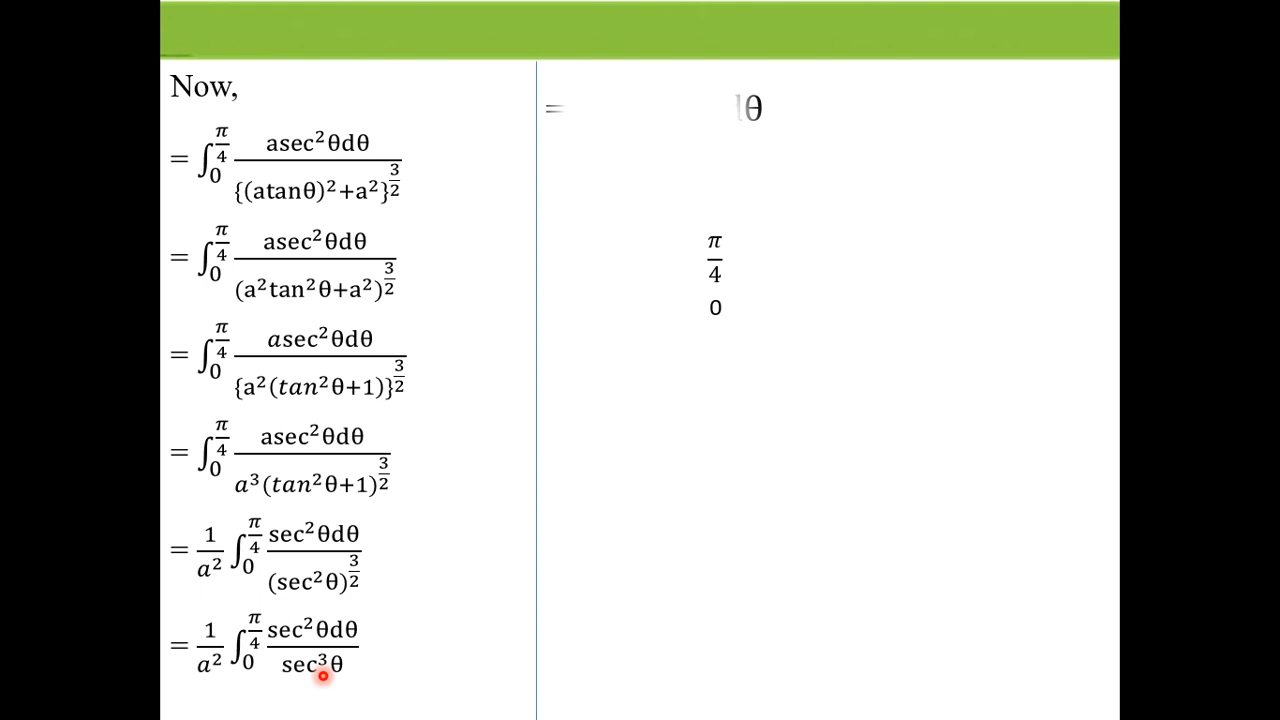 Now,
= ∫₀^(π/4) asec²θdθ / {(atanθ)²+a²}^(3/2)
= ∫₀^(π/4) asec²θdθ / (a²tan²θ+a²)^(3/2)
= ∫₀^(π/4) asec²θdθ / {a²(tan²θ+1)}^(3/2)
= ∫₀^(π/4) asec²θdθ / a³(tan²θ+1)^(3/2)
= 1/a² ∫₀^(π/4) sec²θdθ / (sec²θ)^(3/2)
= 1/a² ∫₀^(π/4) sec²θdθ / sec³θ
= θ
π/4
0